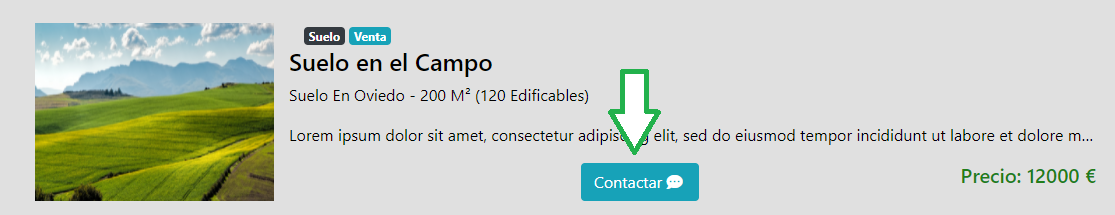 Suelo Venta
Suelo en el Campo
Suelo En Oviedo - 200 M² (120 Edificables)
Lorem ipsum dolor sit amet, consectetur elit, sed do eiusmod tempor incididunt ut labore et dolore m...
Contactar
Precio: 12000 €